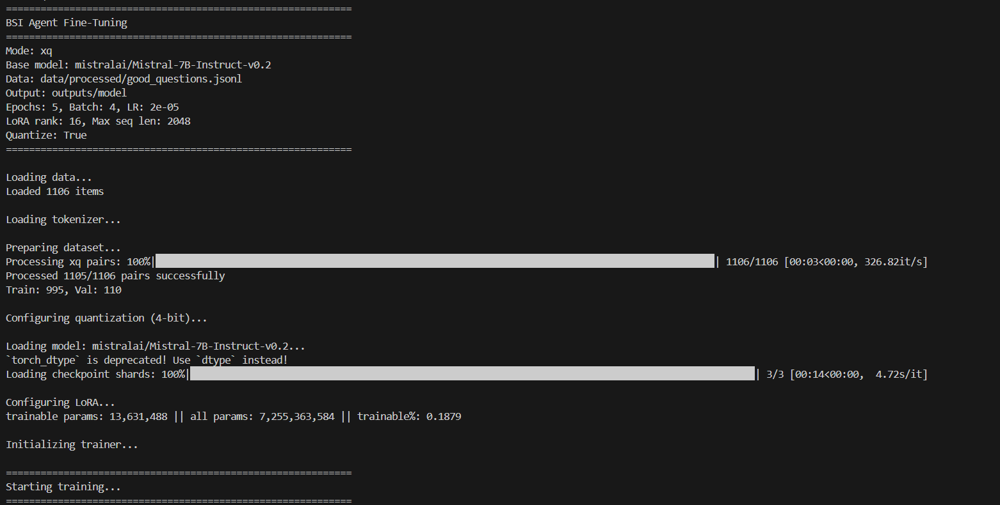 ============================================================
BSI Agent Fine-Tuning
============================================================
Mode: xq
Base model: mistralai/Mistral-7B-Instruct-v0.2
Data: data/processed/good_questions.jsonl
Output: outputs/model
Epochs: 5, Batch: 4, LR: 2e-05
LoRA rank: 16, Max seq len: 2048
Quantize: True
============================================================
Loading data...
Loaded 1106 items
Loading tokenizer...
Preparing dataset...
Processing xq pairs: 100%|                    | 1106/1106 [00:03<00:00, 326.82it/s]
Processed 1105/1106 pairs successfully
Train: 995, Val: 110
Configuring quantization (4-bit)...
Loading model: mistralai/Mistral-7B-Instruct-v0.2...
`torch_dtype` is deprecated! Use `dtype` instead!
Loading checkpoint shards: 100%|                    | 3/3 [00:14<00:00,  4.72s/it]
Configuring LoRA...
trainable params: 13,631,488 || all params: 7,255,363,584 || trainable%: 0.1879
Initializing trainer...
============================================================
Starting training...
============================================================